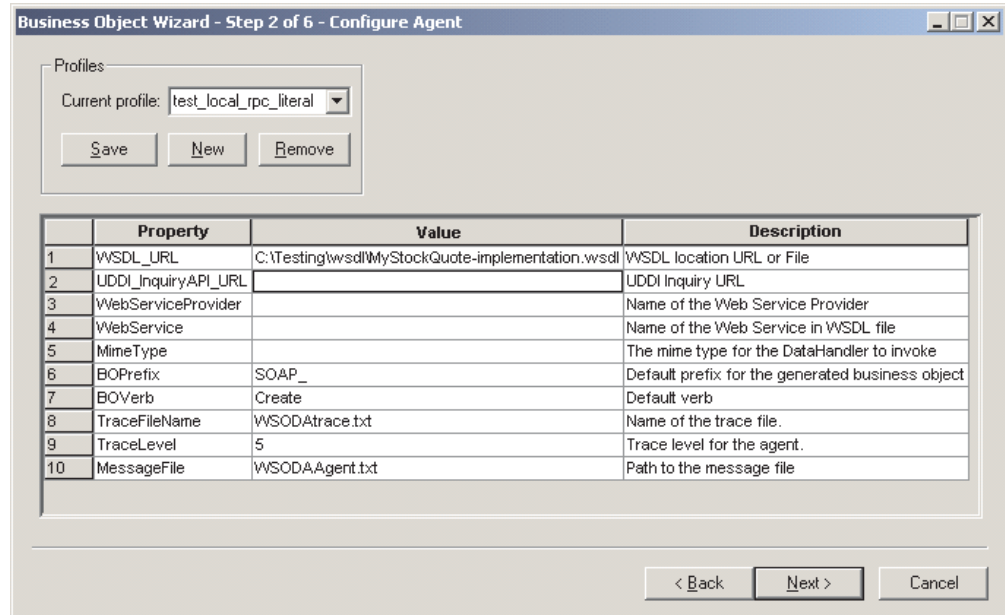 Business Object Wizard - Step 2 of 6 - Configure Agent
Profiles
Current profile: test_local_rpc_literal
Save New Remove
Property Value Description
1 WSDL_URL C:\Testing\wsdl\MyStockQuote-implementation.wsdl WSDL location URL or File
2 UDDI_InquiryAPI_URL UDDI Inquiry URL
3 WebServiceProvider Name of the Web Service Provider
4 WebService Name of the Web Service in WSDL file
5 MimeType The mime type for the DataHandler to invoke
6 BOPrefix SOAP_ Default prefix for the generated business object
7 BOVerb Create Default verb
8 TraceFileName WSODAtrace.txt Name of the trace file.
9 TraceLevel 5 Trace level for the agent.
10 MessageFile WSODAAgent.txt Path to the message file
< Back Next > Cancel